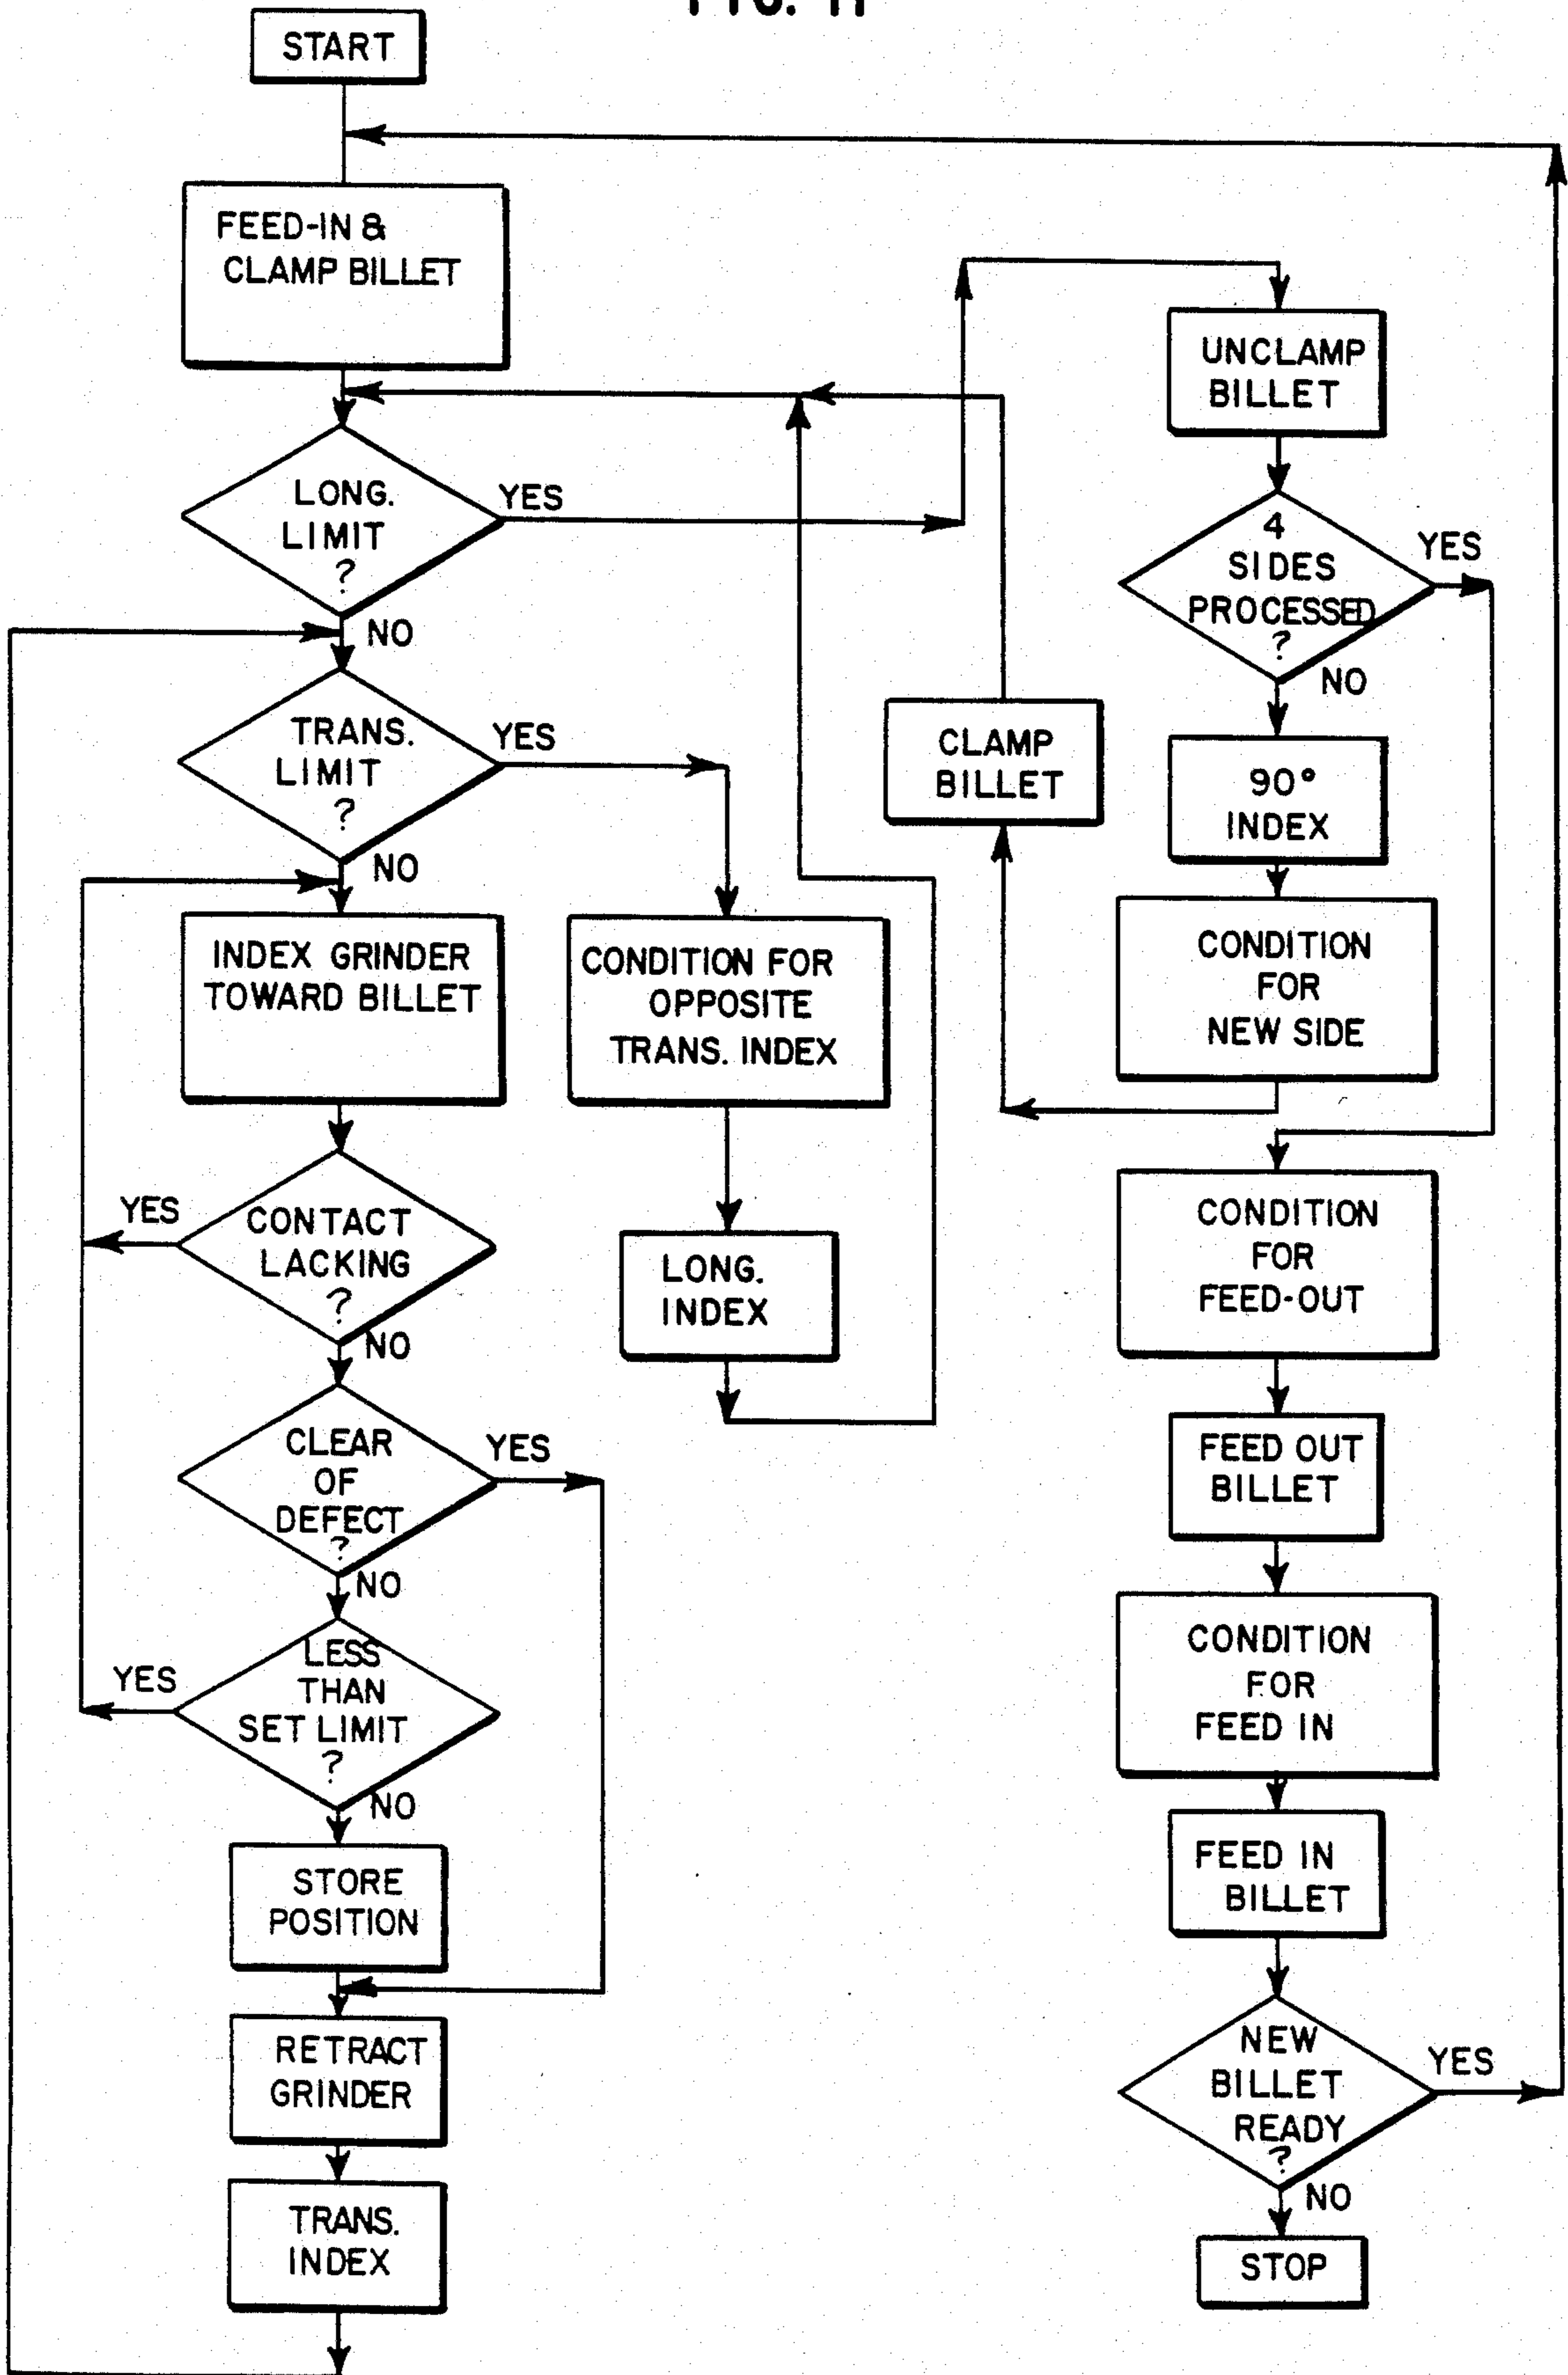 FIG. 11
START
FEED-IN &
CLAMP BILLET
LONG.
LIMIT
?
YES
NO
TRANS.
LIMIT
?
YES
NO
INDEX GRINDER
TOWARD BILLET
CONTACT
LACKING
?
YES
NO
CLEAR
OF
DEFECT
?
YES
NO
LESS
THAN
SET LIMIT
?
YES
NO
STORE
POSITION
RETRACT
GRINDER
TRANS.
INDEX
CONDITION FOR
OPPOSITE
TRANS. INDEX
LONG.
INDEX
CLAMP
BILLET
UNCLAMP
BILLET
4
SIDES
PROCESSED
?
YES
NO
90°
INDEX
CONDITION
FOR
NEW SIDE
CONDITION
FOR
FEED-OUT
FEED OUT
BILLET
CONDITION
FOR
FEED IN
FEED IN
BILLET
NEW
BILLET
READY
?
YES
NO
STOP